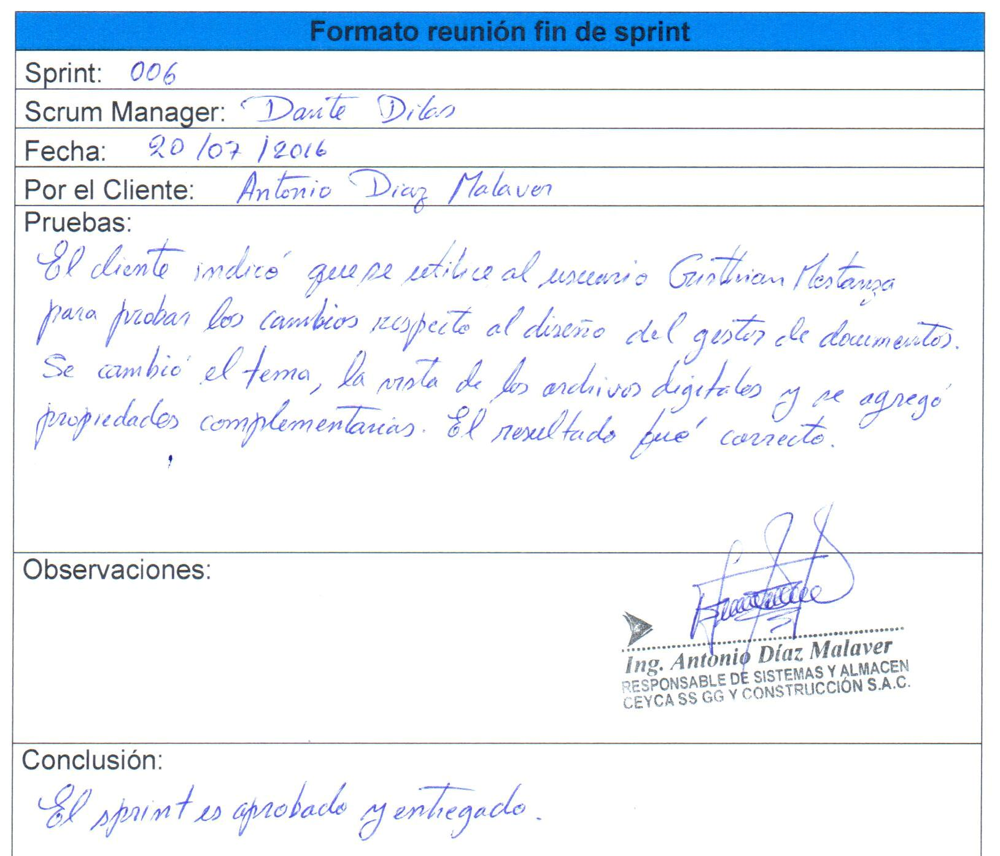 Formato reunión fin de sprint
Sprint: 006
Scrum Manager: Dante Dilas
Fecha: 20/07/2016
Por el Cliente: Antonio Diaz Malaver
Pruebas:
El cliente indicó que se utilice al usuario Cristhian Mostanza
para probar los cambios respecto al diseño del gestor de documentos.
Se cambió el tema, la vista de los archivos digitales y se agregó
propiedades complementarias. El resultado fué correcto.
Observaciones:
Ing. Antonio Díaz Malaver
RESPONSABLE DE SISTEMAS Y ALMACEN
CEYCA SS GG Y CONSTRUCCIÓN S.A.C.
Conclusión:
El sprint es aprobado y entregado.